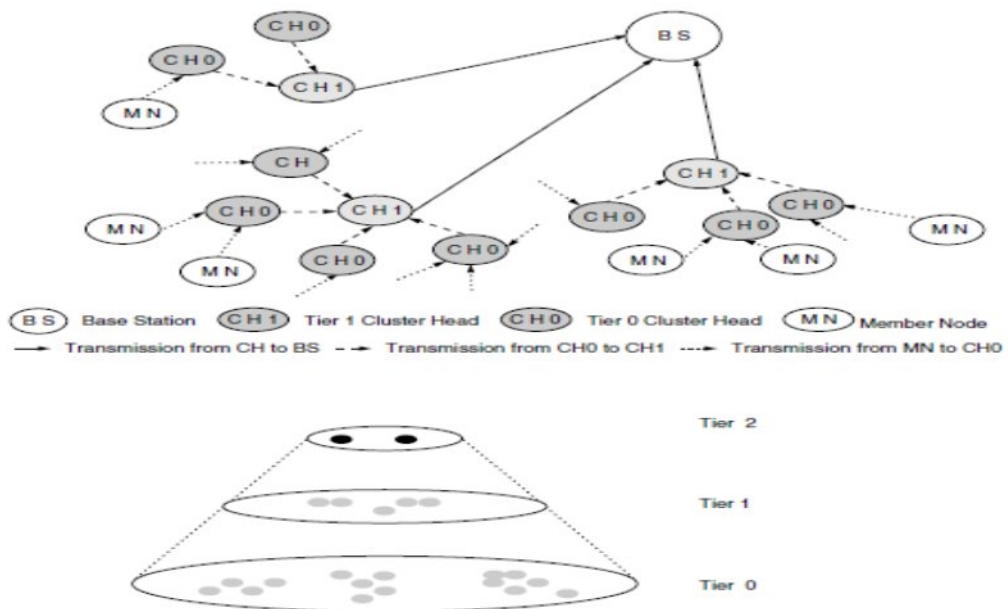 CH0
CH0
BS
CH1
MN
CH
CH1
CH0
CH1
MN
CH0
CH0
CH0
MN
CH0
CH0
MN
MN
MN
BS Base Station CH1 Tier 1 Cluster Head CH0 Tier 0 Cluster Head MN Member Node
Transmission from CH to BS Transmission from CH0 to CH1 Transmission from MN to CH0
Tier 2
Tier 1
Tier 0